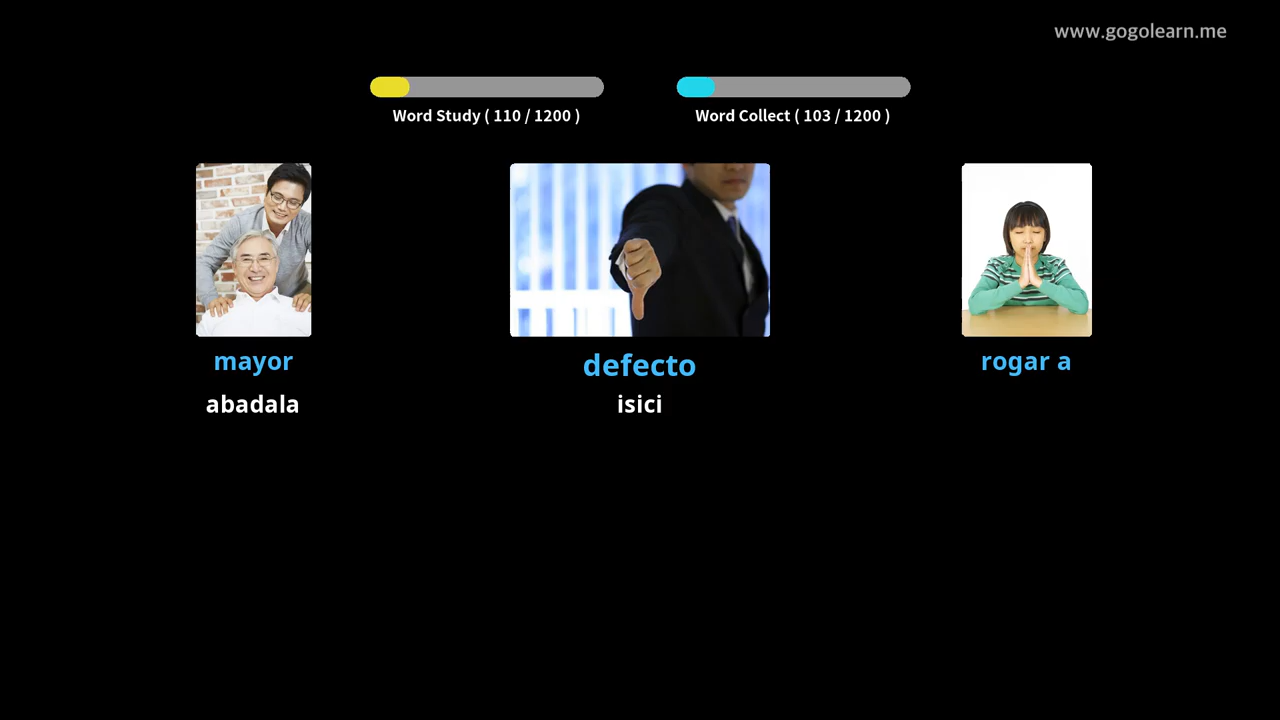 www.gogolearn.me
Word Study ( 110 / 1200 )
Word Collect ( 103 / 1200 )
mayor
abadala
defecto
isici
rogar a